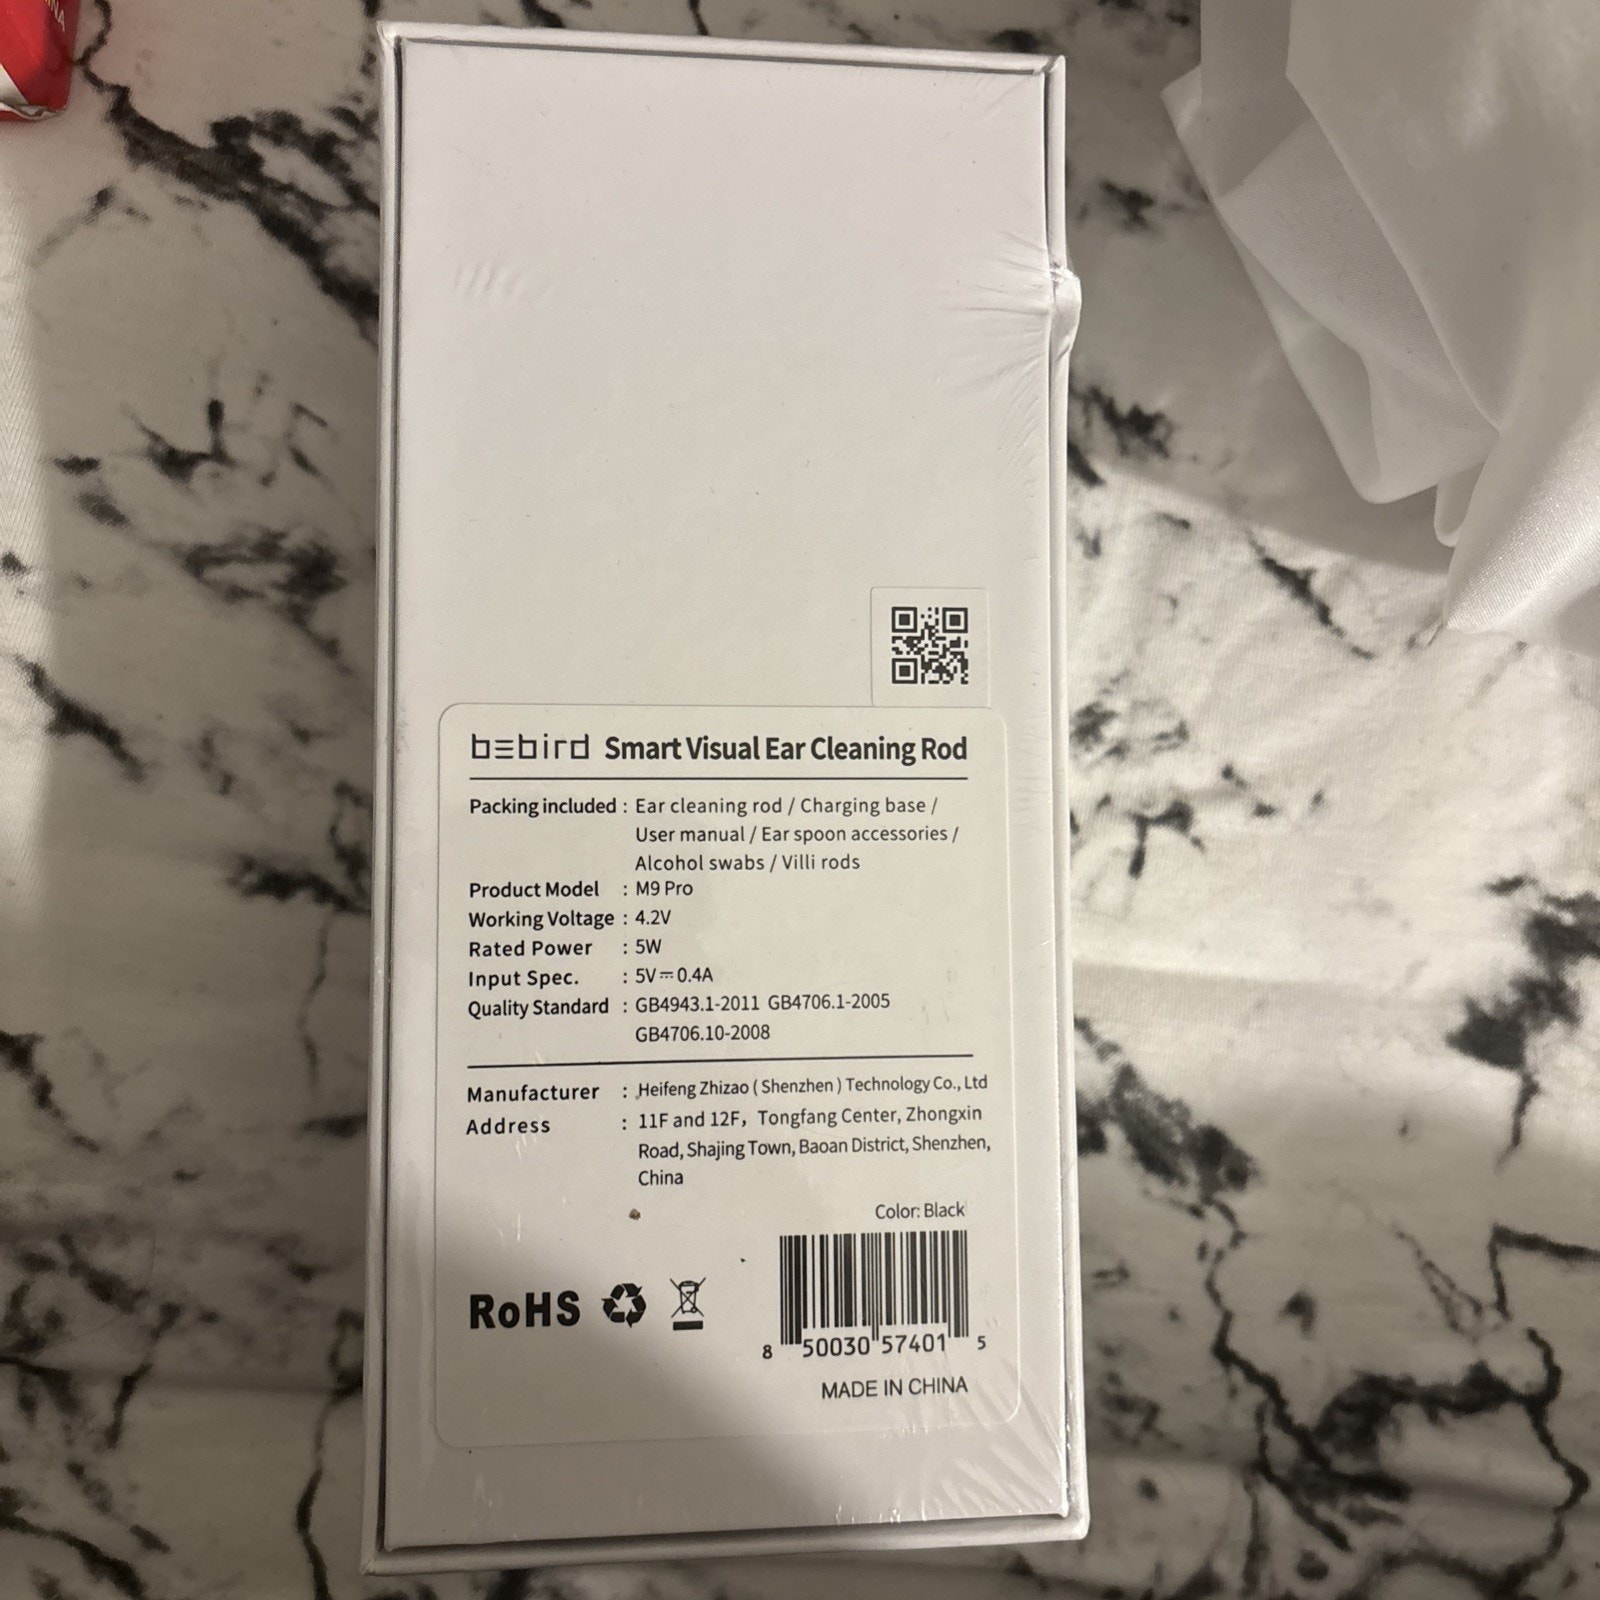 NA
bebird Smart Visual Ear Cleaning Rod
Packing included : Ear cleaning rod / Charging base /
User manual / Ear spoon accessories /
Alcohol swabs / Villi rods
Product Model : M9 Pro
Working Voltage : 4.2V
Rated Power : 5W
Input Spec. : 5V⎓0.4A
Quality Standard : GB4943.1-2011 GB4706.1-2005
GB4706.10-2008
Manufacturer : Heifeng Zhizao ( Shenzhen ) Technology Co., Ltd
Address : 11F and 12F, Tongfang Center, Zhongxin
Road, Shajing Town, Baoan District, Shenzhen,
China
Color: Black
RoHS
8 50030 57401 5
MADE IN CHINA